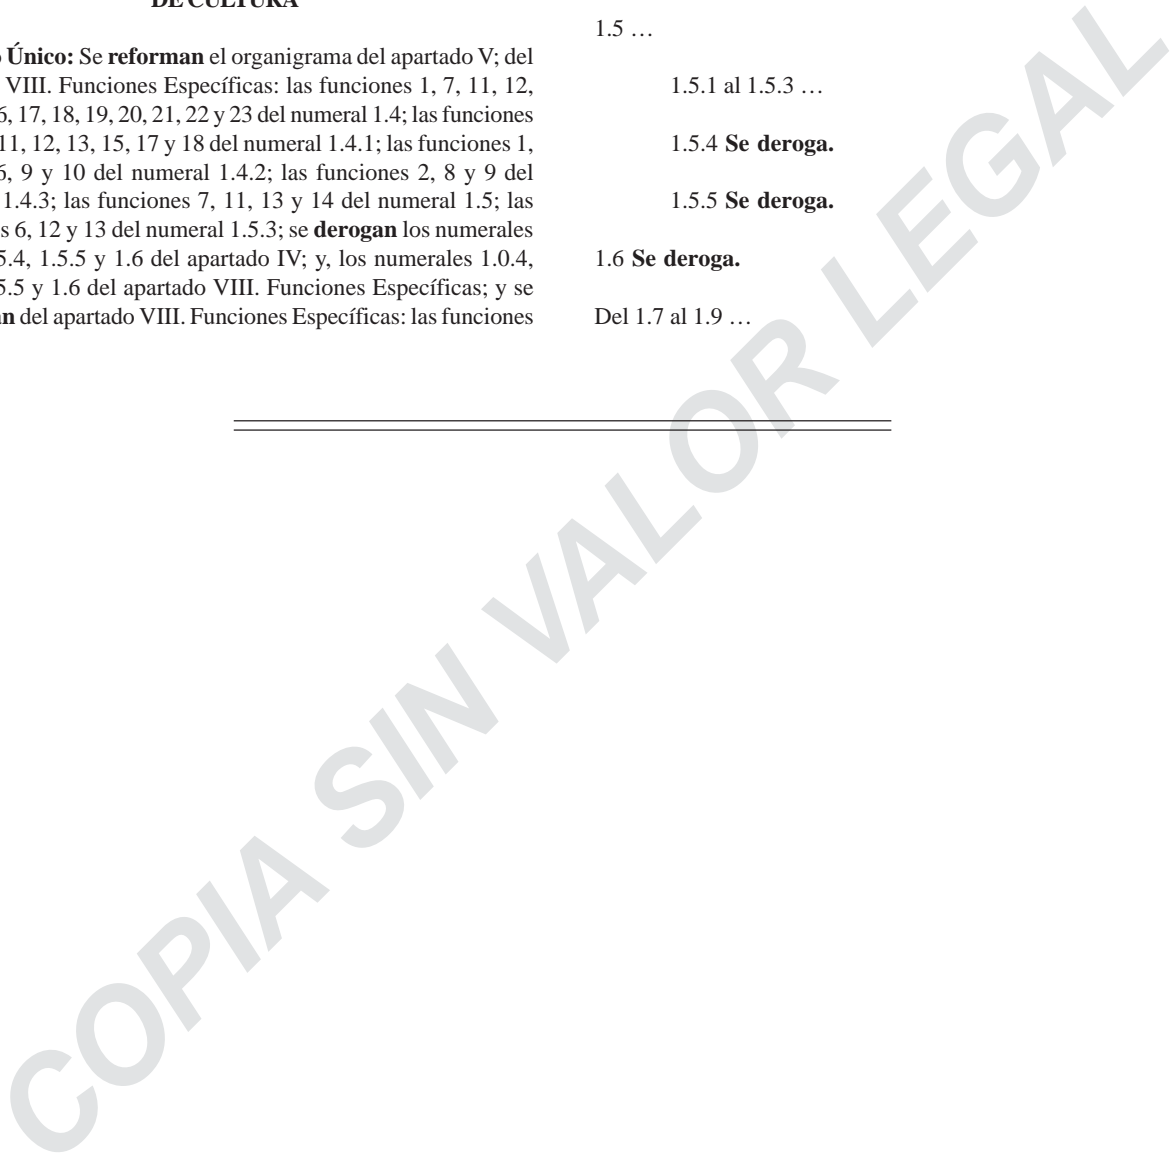 DE CULTURA
Único: Se reforman el organigrama del apartado V; del
VIII. Funciones Específicas: las funciones 1, 7, 11, 12,
17, 18, 19, 20, 21, 22 y 23 del numeral 1.4; las funciones
11, 12, 13, 15, 17 y 18 del numeral 1.4.1; las funciones 1,
6, 9 y 10 del numeral 1.4.2; las funciones 2, 8 y 9 del
1.4.3; las funciones 7, 11, 13 y 14 del numeral 1.5; las
6, 12 y 13 del numeral 1.5.3; se derogan los numerales
5.4, 1.5.5 y 1.6 del apartado IV; y, los numerales 1.0.4,
5.5 y 1.6 del apartado VIII. Funciones Específicas; y se
del apartado VIII. Funciones Específicas: las funciones
1.5 …
1.5.1 al 1.5.3 …
1.5.4 Se deroga.
1.5.5 Se deroga.
1.6 Se deroga.
Del 1.7 al 1.9 …
COPIA SIN VALOR LEGAL